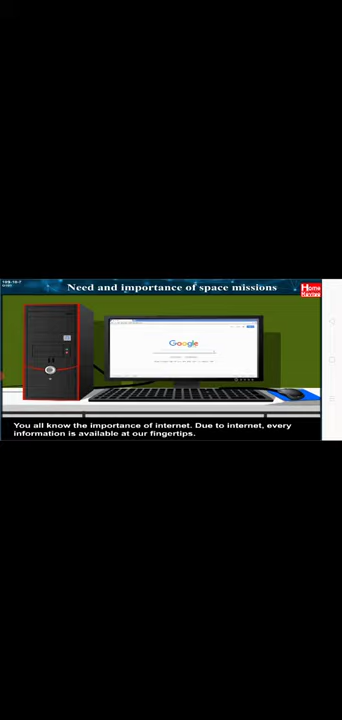 Need and importance of space missions
Home
Revise
Google
You all know the importance of internet. Due to internet, every
information is available at our fingertips.